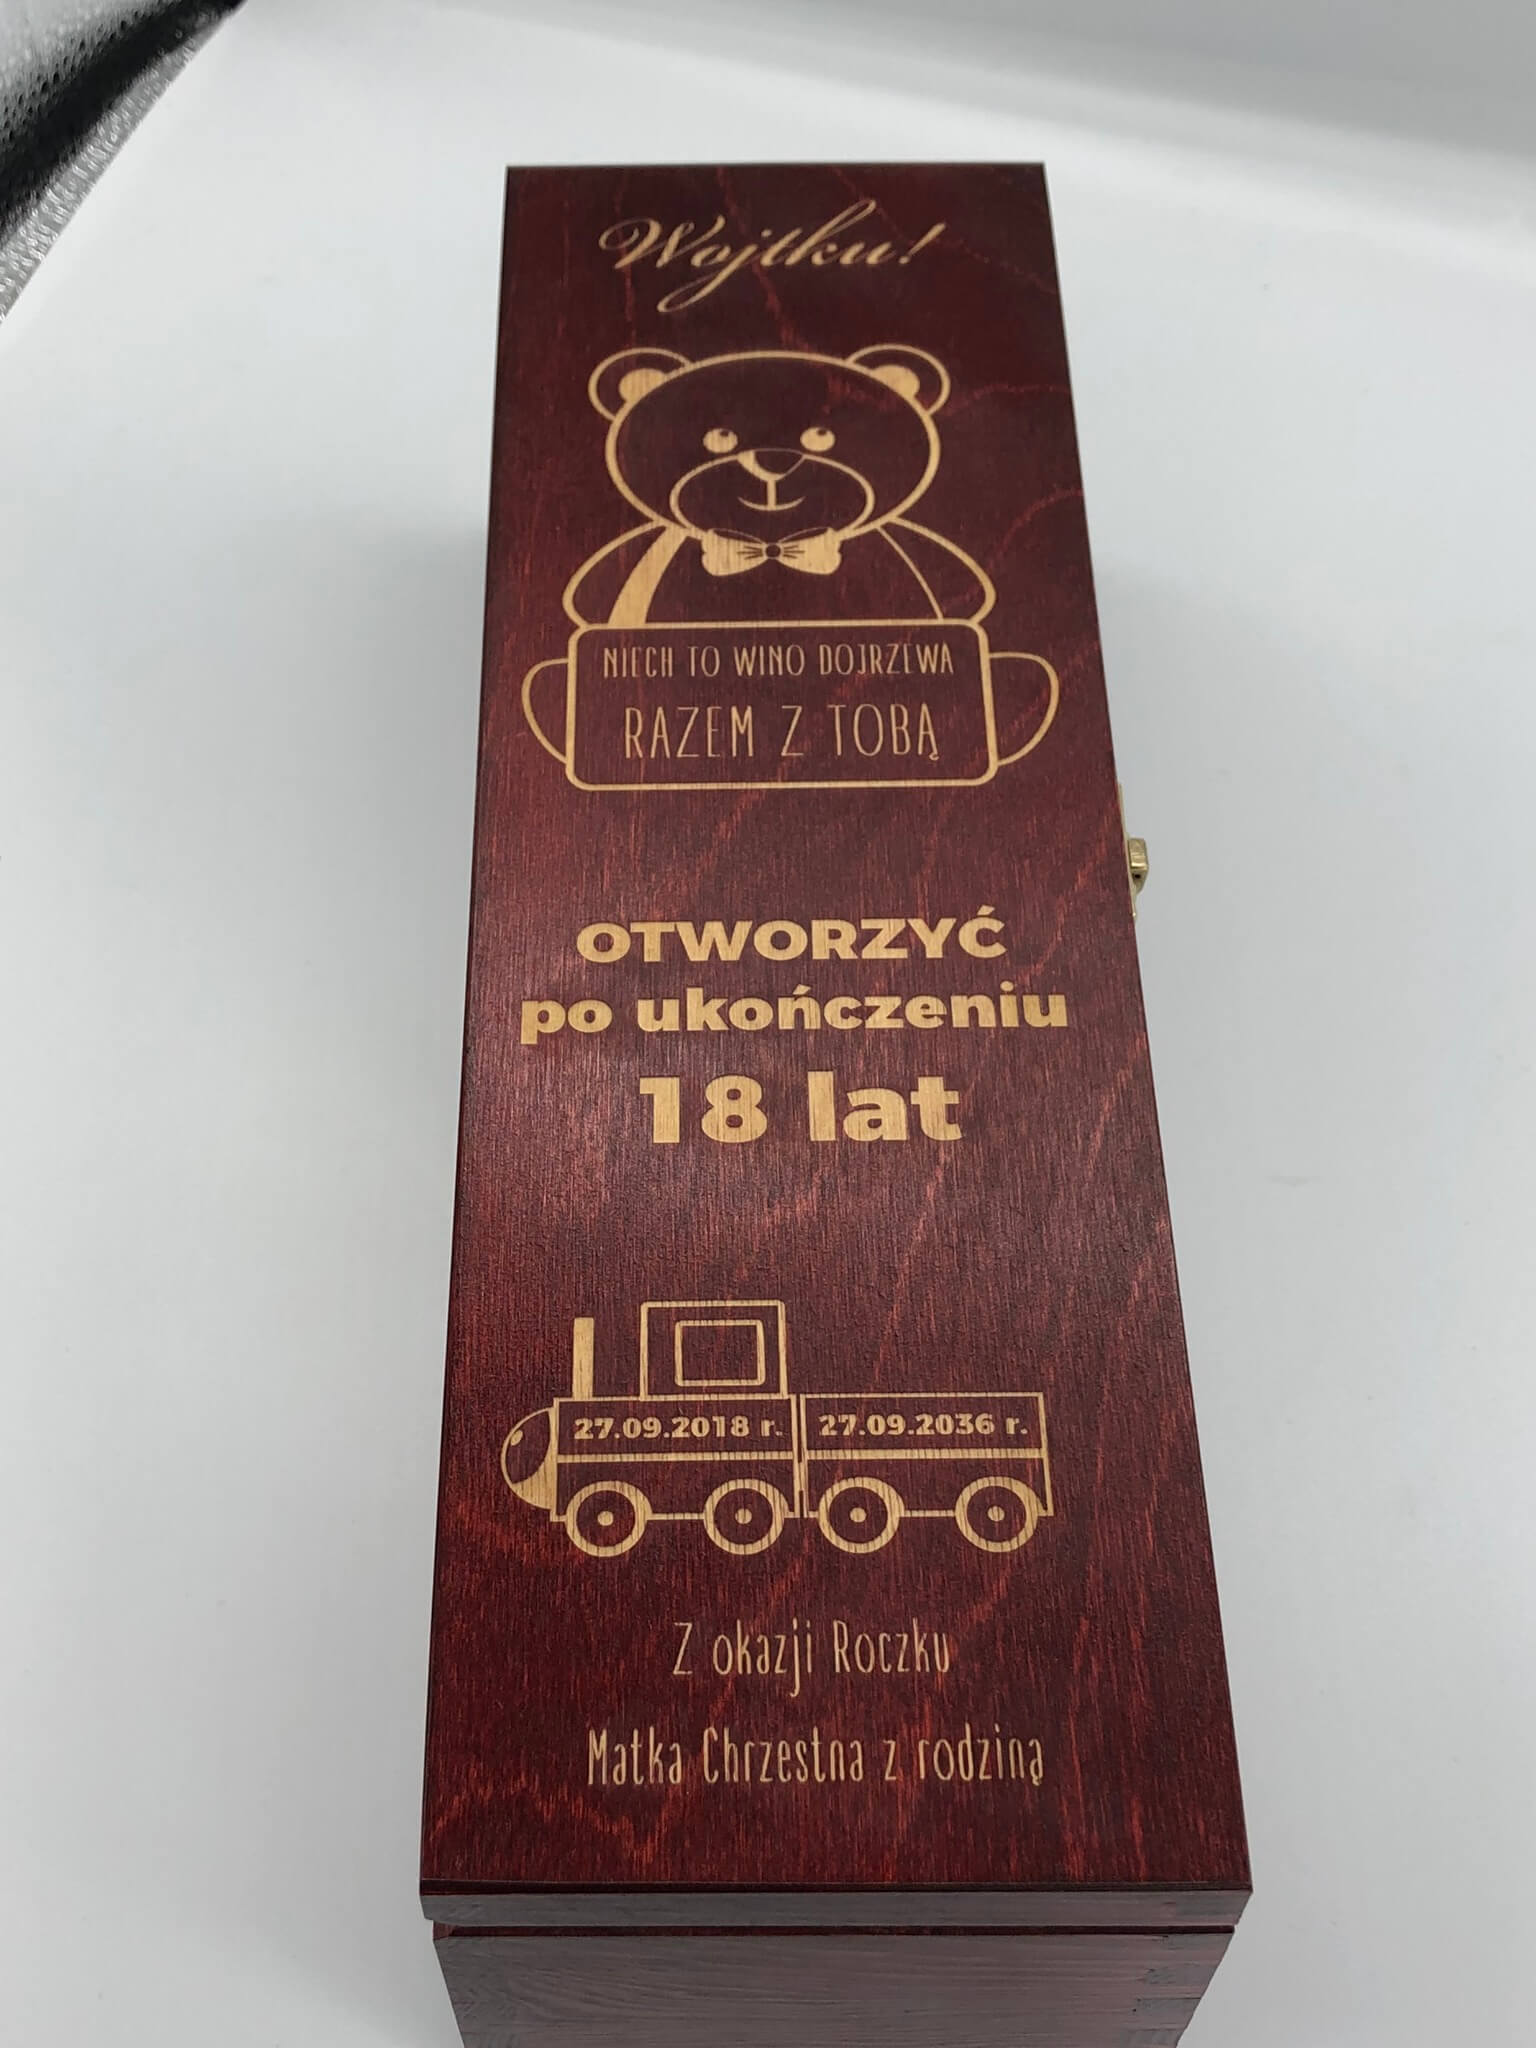 Wojtku!
NIECH TO WINO DOJRZEWA
RAZEM Z TOBĄ
OTWORZYĆ
po ukończeniu
18 lat
27.09.2018 r. 27.09.2036 r.
Z okazji Roczku
Matka Chrzestna z rodziną